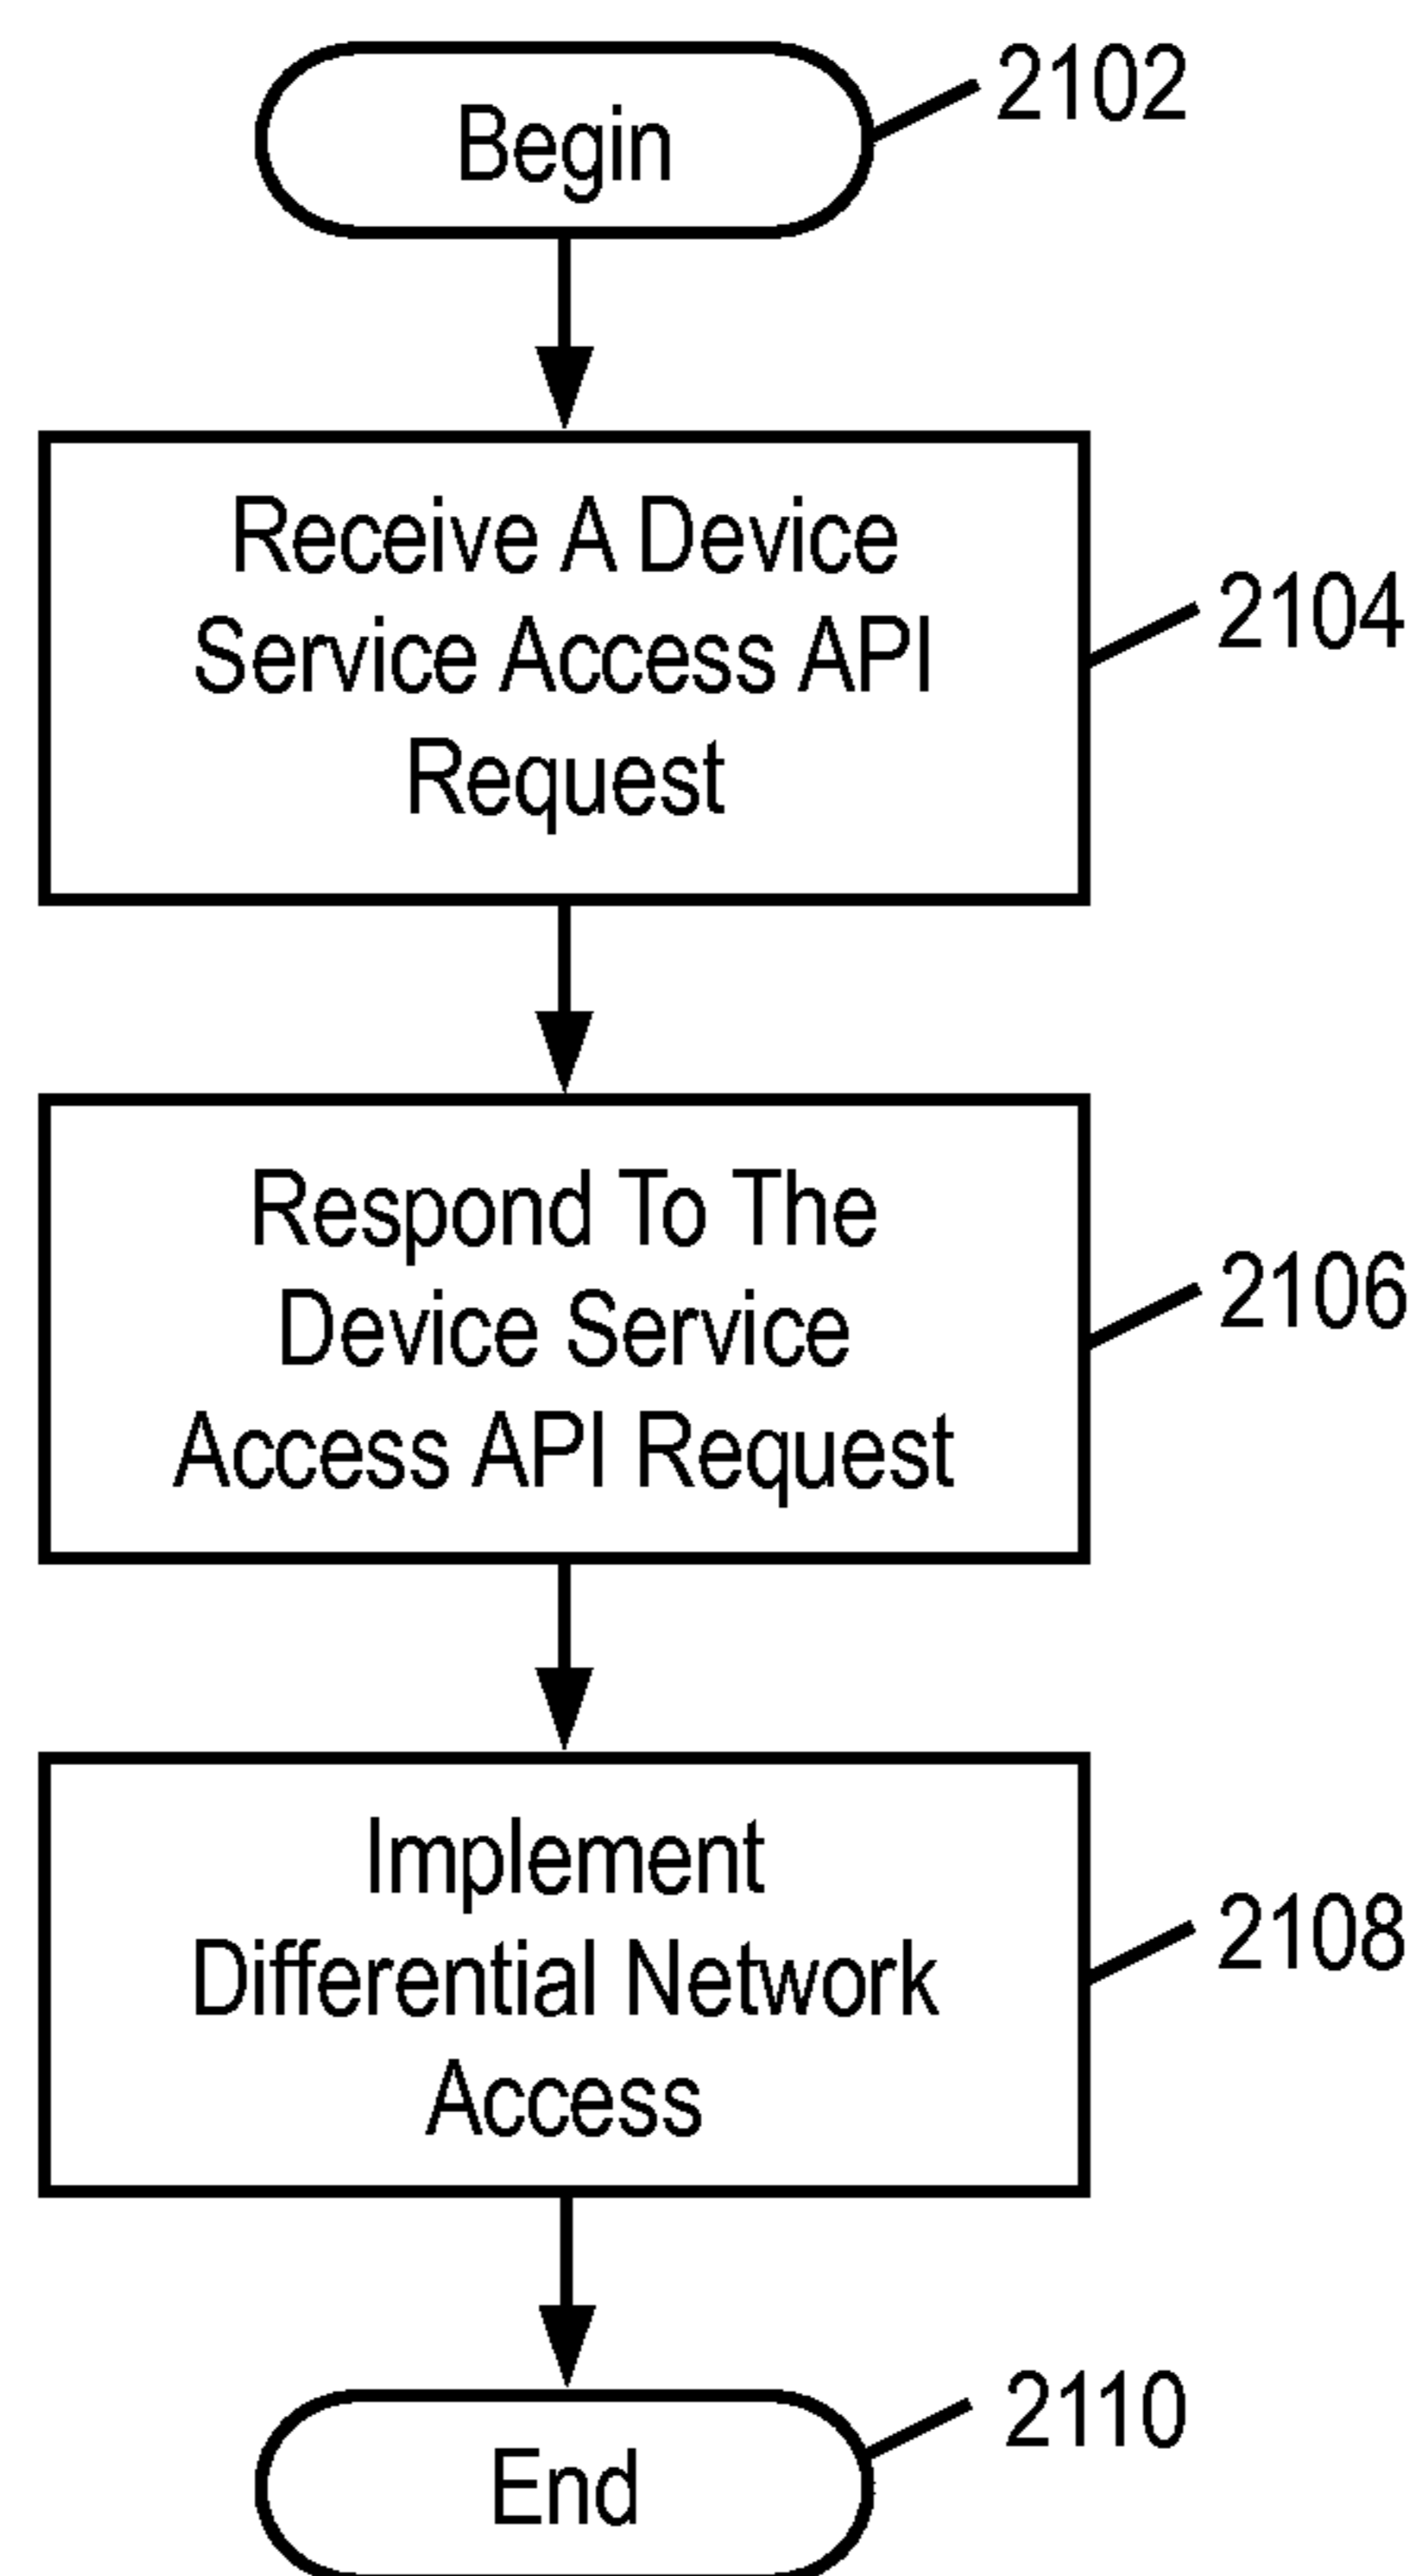 Begin
2102
Receive A Device
Service Access API
Request
2104
Respond To The
Device Service
Access API Request
2106
Implement
Differential Network
Access
2108
End
2110